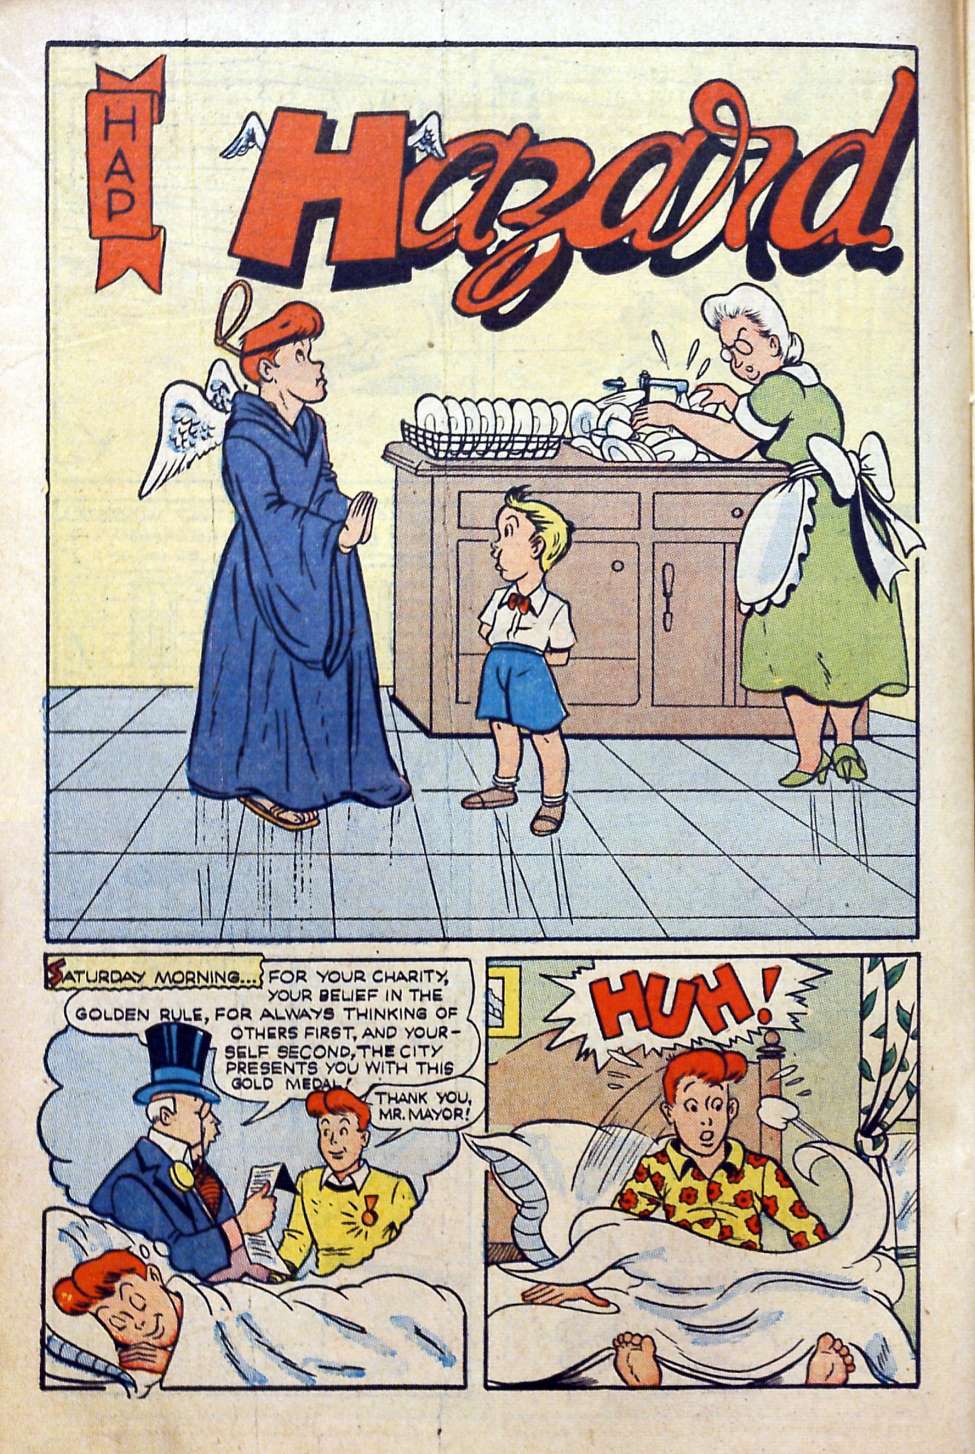 HAP
Hazard
SATURDAY MORNING...
FOR YOUR CHARITY,
YOUR BELIEF IN THE
GOLDEN RULE, FOR ALWAYS THINKING OF
OTHERS FIRST, AND YOUR-
SELF SECOND, THE CITY
PRESENTS YOU WITH THIS
GOLD MEDAL!
THANK YOU,
MR. MAYOR!
HUH!